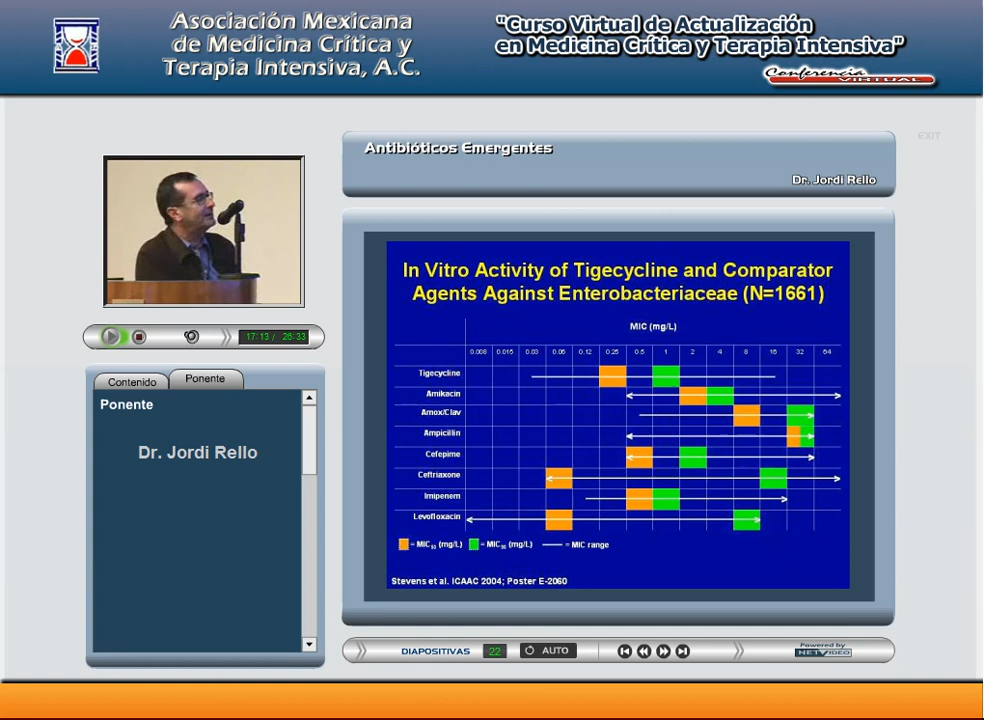 Asociación Mexicana
de Medicina Crítica y
Terapia Intensiva, A.C.
"Curso Virtual de Actualización
en Medicina Crítica y Terapia Intensiva"
Conferencia
VIRTUAL
EXIT
Antibióticos Emergentes
Dr. Jordi Rello
17:13 / 26:33
Contenido
Ponente
Ponente
Dr. Jordi Rello
In Vitro Activity of Tigecycline and Comparator
Agents Against Enterobacteriaceae (N=1661)
MIC (mg/L)
0.008 0.015 0.03 0.06 0.12 0.25 0.5 1 2 4 8 16 32 64
Tigecycline
Amikacin
Amox/Clav
Ampicillin
Cefepime
Ceftriaxone
Imipenem
Levofloxacin
= MIC50 (mg/L) = MIC90 (mg/L) = MIC range
Stevens et al. ICAAC 2004; Poster E-2060
DIAPOSITIVAS 22 AUTO
Powered by
NETVIDEO